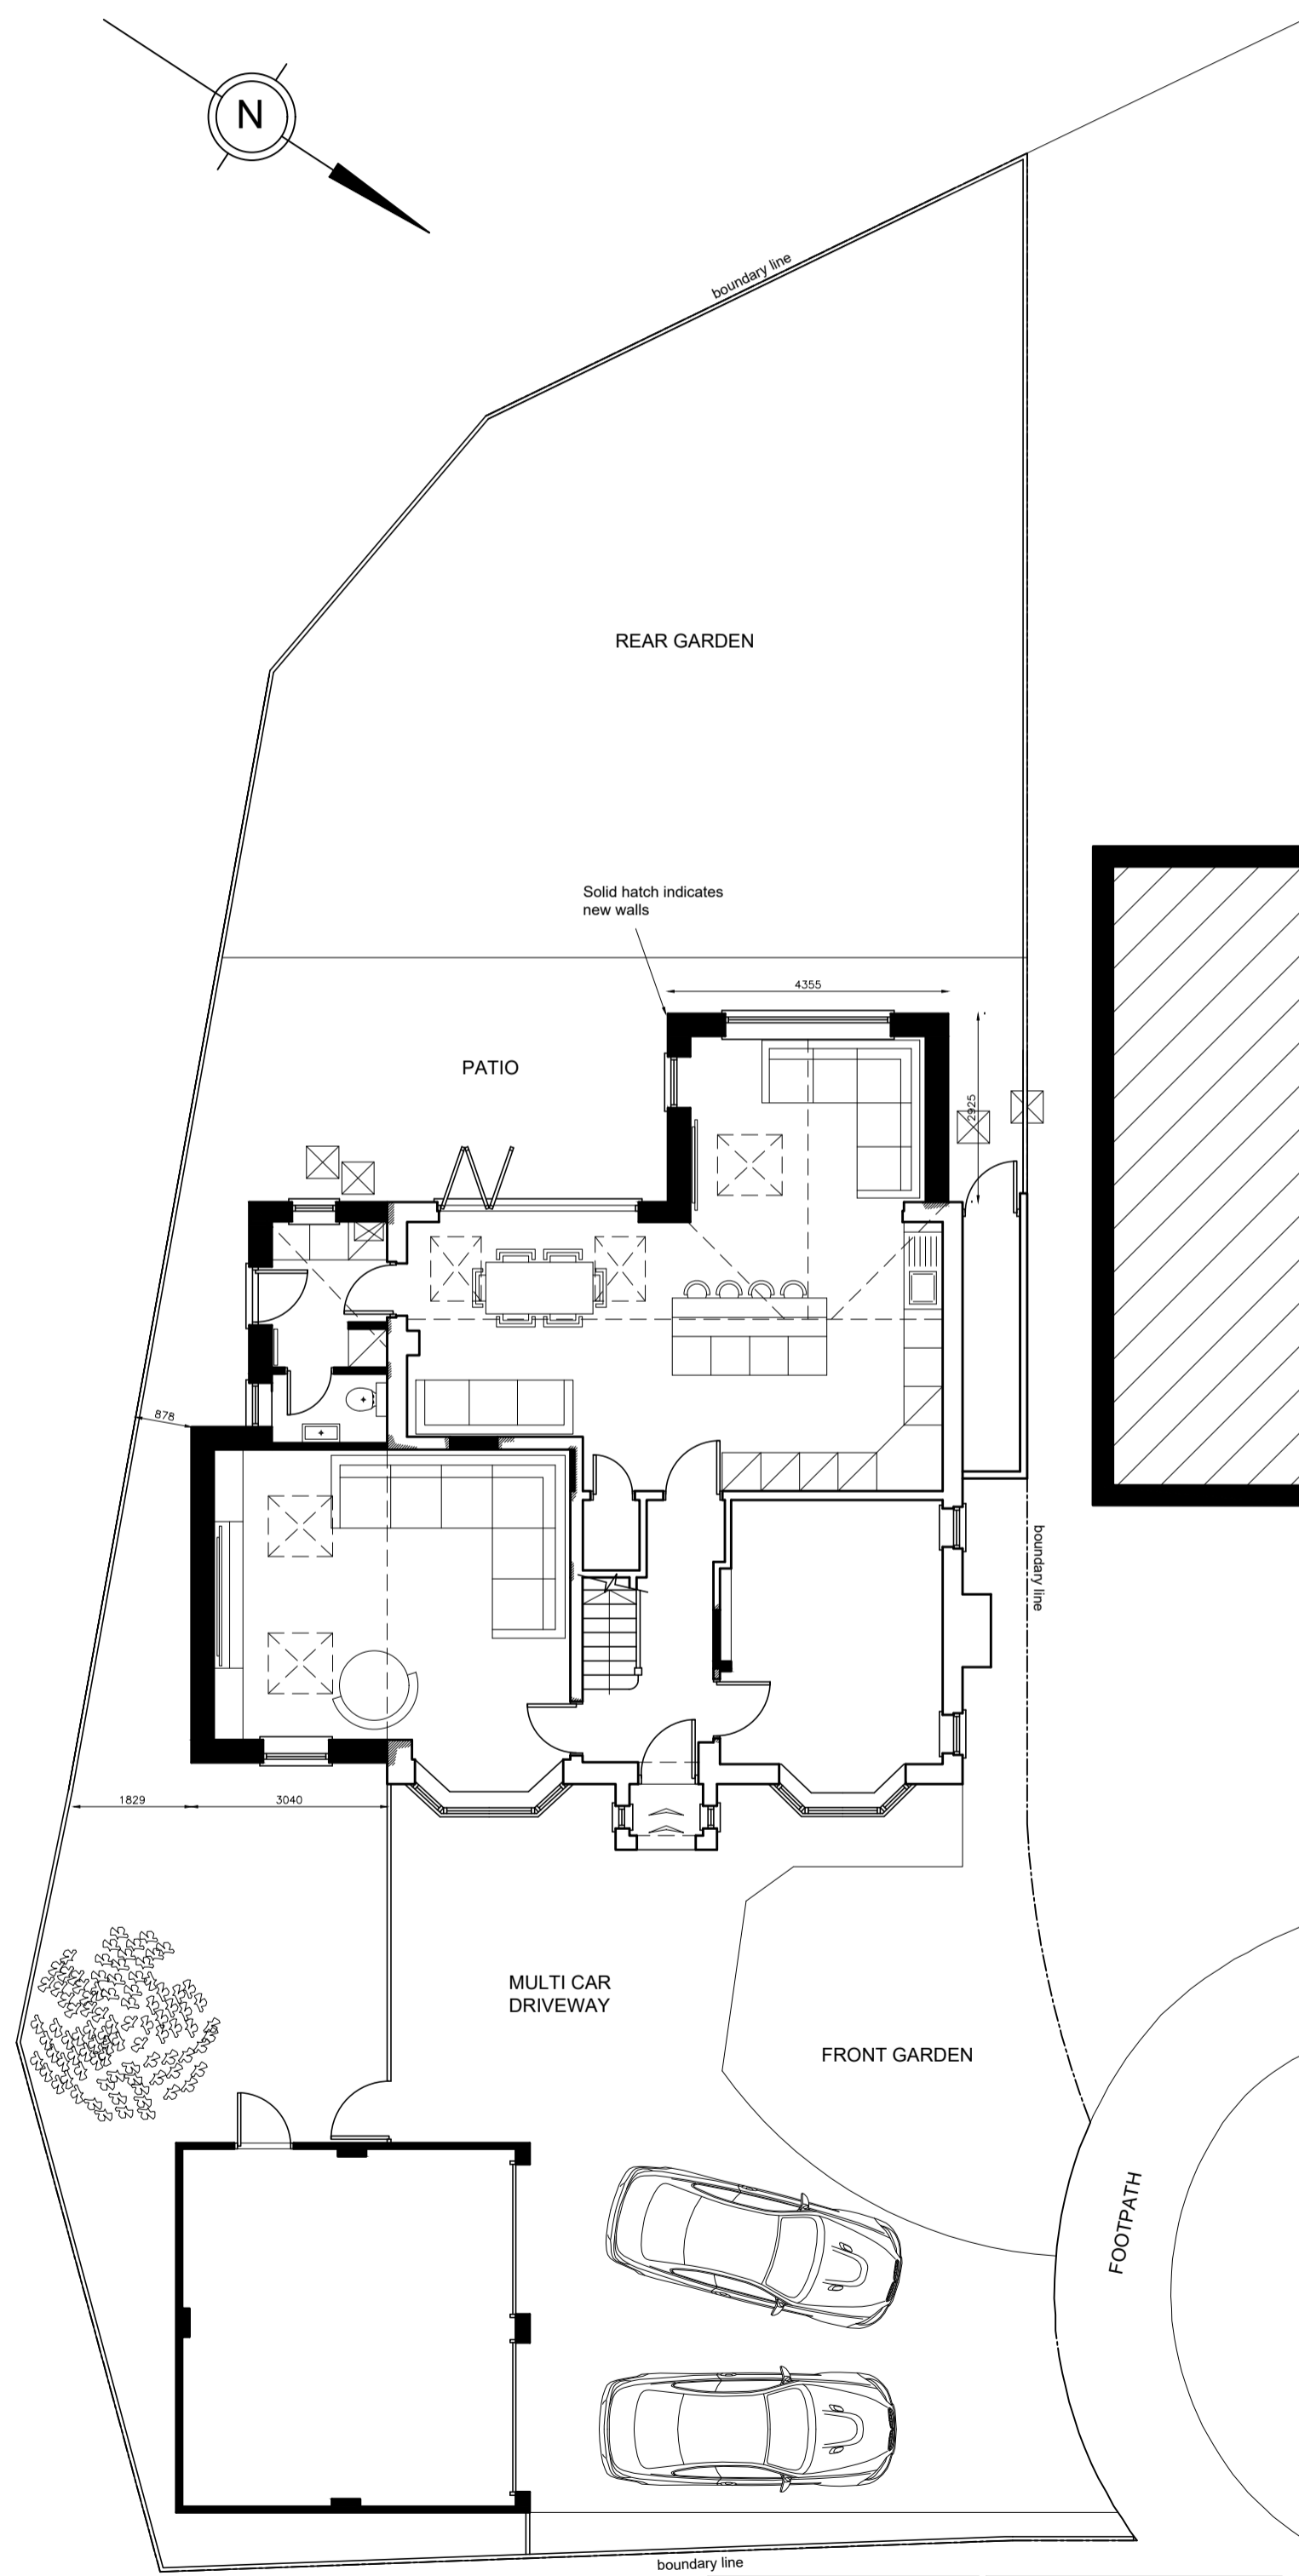 N
boundary line
REAR GARDEN
Solid hatch indicates
new walls
4355
PATIO
2925
878
boundary line
1829
3040
MULTI CAR
DRIVEWAY
FRONT GARDEN
FOOTPATH
boundary line